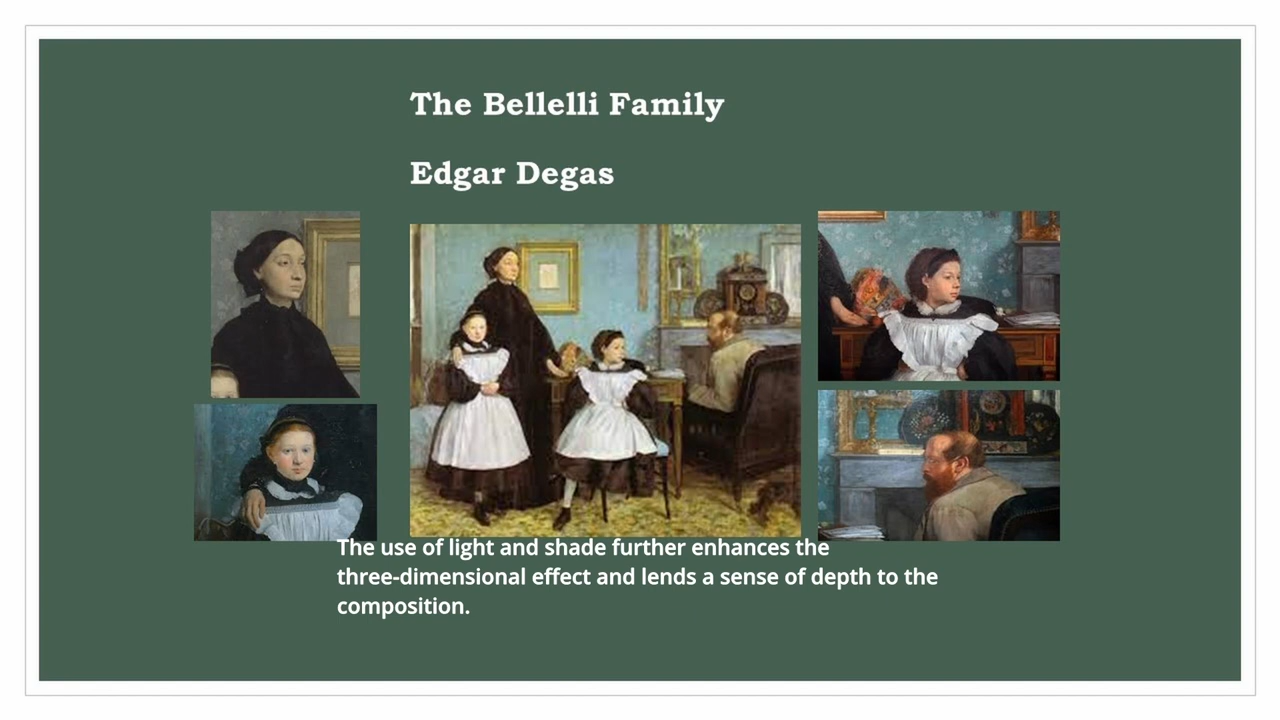 The Bellelli Family
Edgar Degas
The use of light and shade further enhances the
three-dimensional effect and lends a sense of depth to the
composition.